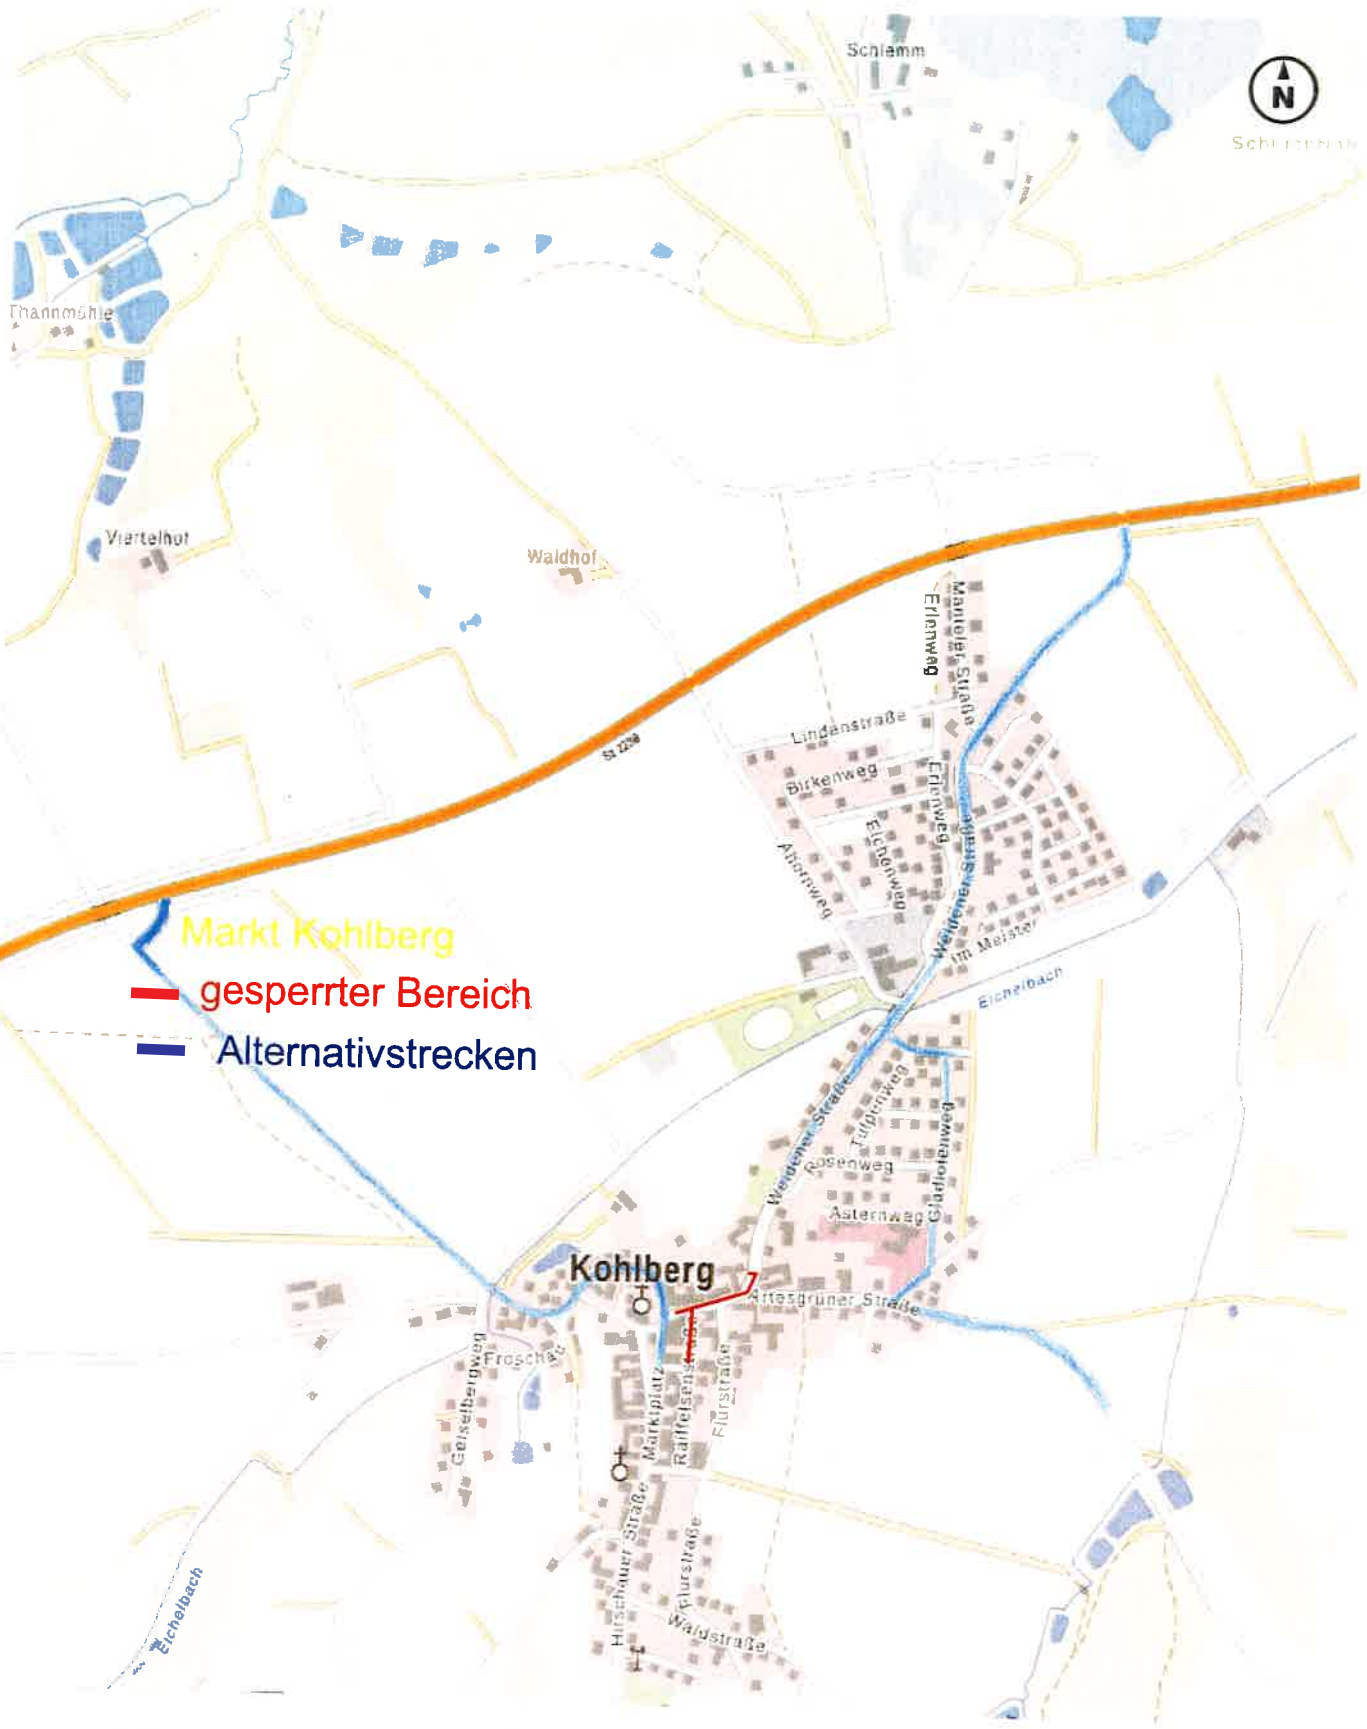 Schlemm
N
Thannmühle
Viertelhof
Waldhof
Erlenweg
Manteler Straße
Lindenstraße
St 2238
Birkenweg
Erlenweg
Eichenweg
Ahornweg
Weidener Straße
Im Meister
Markt Kohlberg
gesperrter Bereich
Eichelbach
Alternativstrecken
Weidener Straße
Tulpenweg
Rosenweg
Gladiolenweg
Asternweg
Kohlberg
Artesgrüner Straße
Froschau
Geiselbergweg
Marktplatz
Raiffeisenstraße
Flurstraße
Hirschauer Straße
Flurstraße
Eichelbach
Waldstraße